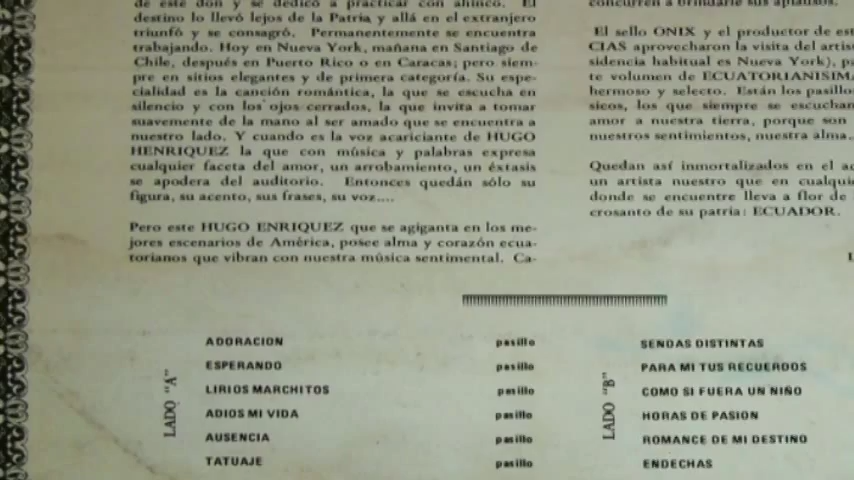 de este don y se dedicó a practicar con ahínco. El
destino lo llevó lejos de la Patria y allá en el extranjero
triunfó y se consagró. Permanentemente se encuentra
trabajando. Hoy en Nueva York, mañana en Santiago de
Chile, después en Puerto Rico o en Caracas; pero siem-
pre en sitios elegantes y de primera categoría. Su espe-
cialidad es la canción romántica, la que se escucha en
silencio y con los ojos cerrados, la que invita a tomar
suavemente de la mano al ser amado que se encuentra a
nuestro lado. Y cuando es la voz acariciante de HUGO
HENRIQUEZ la que con música y palabras expresa
cualquier faceta del amor, un arrobamiento, un éxtasis
se apodera del auditorio. Entonces quedán sólo su
figura, su acento, sus frases, su voz....
Pero este HUGO ENRIQUEZ que se agiganta en los me-
jores escenarios de América, posee alma y corazón ecua-
torianos que vibran con nuestra música sentimental. Ca-
concurren a brindarle sus aplausos.
El sello ONIX y el productor de est
CIAS aprovecharon la visita del artis
sidencia habitual es Nueva York), pa
te volumen de ECUATORIANISIMA
hermoso y selecto. Están los pasillo
sicos, los que siempre se escuchan
amor a nuestra tierra, porque son
nuestros sentimientos, nuestra alma..
Quedan así inmortalizados en el ac
un artista nuestro que en cualquie
donde se encuentre lleva a flor de
crosanto de su patria: ECUADOR.
LADO "A"
ADORACION pasillo
ESPERANDO pasillo
LIRIOS MARCHITOS pasillo
ADIOS MI VIDA pasillo
AUSENCIA pasillo
TATUAJE pasillo
LADO "B"
SENDAS DISTINTAS
PARA MI TUS RECUERDOS
COMO SI FUERA UN NIÑO
HORAS DE PASION
ROMANCE DE MI DESTINO
ENDECHAS